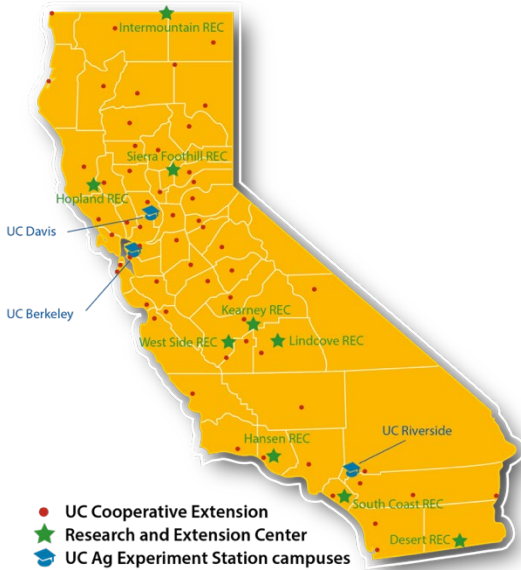 Intermountain REC
Sierra Foothill REC
Hopland REC
UC Davis
UC Berkeley
Kearney REC
West Side REC
Lindcove REC
UC Riverside
Hansen REC
South Coast REC
Desert REC
UC Cooperative Extension
Research and Extension Center
UC Ag Experiment Station campuses